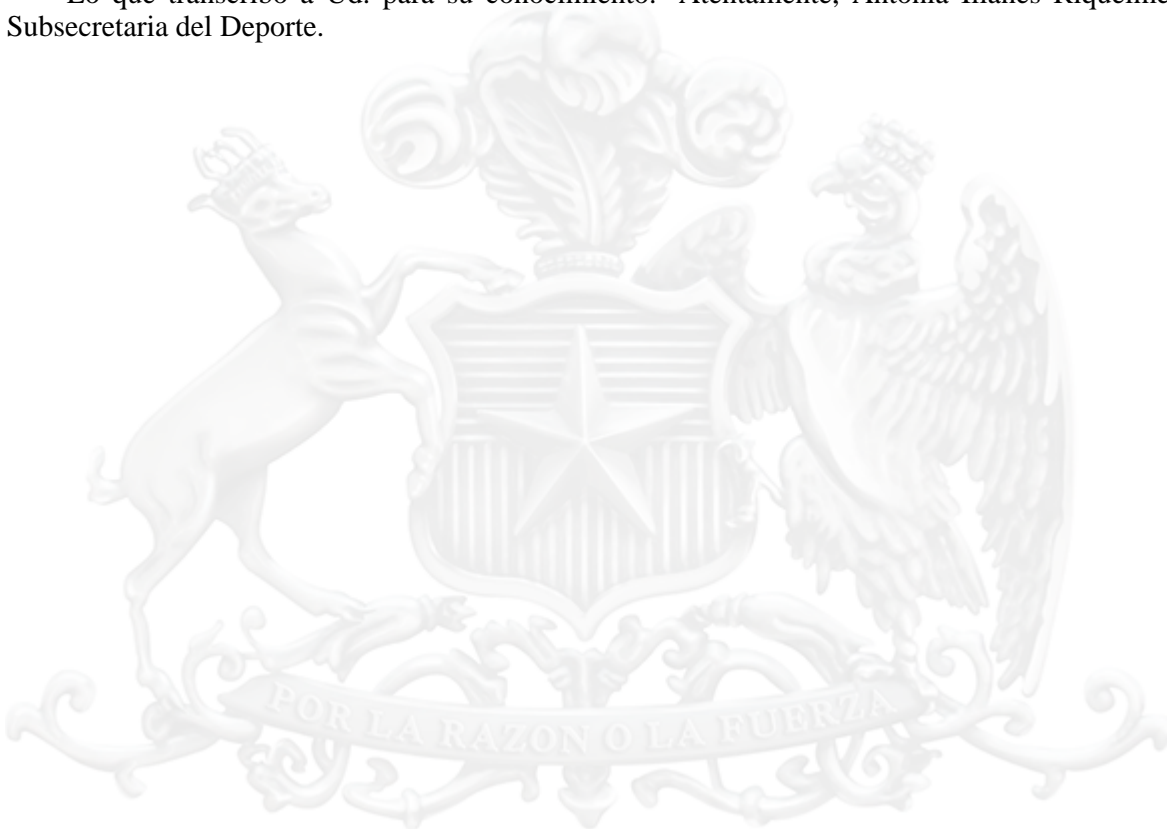 Lo que transcribo a Ud. para su conocimiento. Atentamente, Antonia Illanes Riquelme
Subsecretaria del Deporte.
POR LA RAZON O LA FUERZA